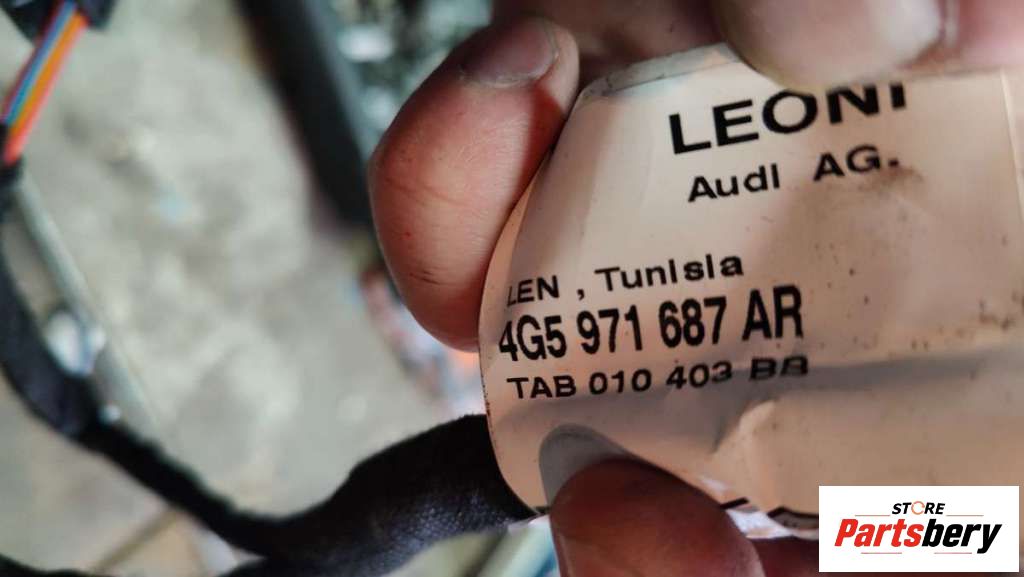 LEONI
Audi AG.
LEN , Tunisia
4G5 971 687 AR
TAB 010 403 BB
STORE
Partsbery